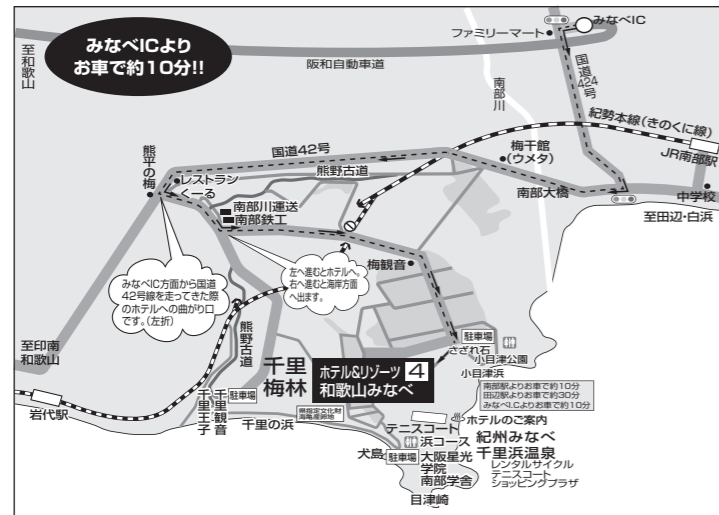 みなべICより
お車で約10分!!
至和歌山
阪和自動車道
ファミリーマート
みなべIC
国道424号
南部川
紀勢本線(きのくに線)
JR南部駅
国道42号
熊野古道
梅干館
(ウメタ)
南部大橋
中学校
至田辺・白浜
熊平の梅
レストラン
くーる
南部川運送
南部鉄工
梅観音
みなべIC方面から国道
42号線を走ってきた際
のホテルへの曲がり口
です。(左折)
左へ進むとホテルへ。
右へ進むと海岸方面
へ出ます。
至印南
和歌山
熊野古道
岩代駅
千里王子
千里観音
駐車場
千里
梅林
ホテル&リゾーツ 4
和歌山みなべ
県指定文化財
海亀産卵地
千里の浜
駐車場
さざれ石
小目津公園
小目津浜
南部駅よりお車で約10分
田辺駅よりお車で約30分
みなべI.Cよりお車で約10分
テニスコート
浜コース
犬島
駐車場
大阪星光
学院
南部学舎
目津崎
ホテルのご案内
紀州みなべ
千里浜温泉
レンタルサイクル
テニスコート
ショッピングプラザ